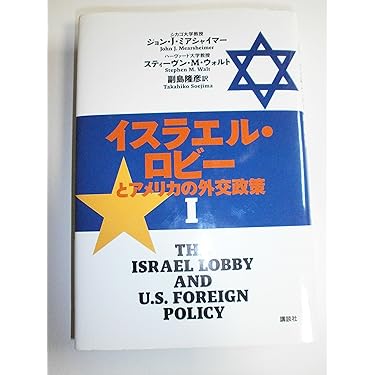 シカゴ大学教授
ジョン・J・ミアシャイマー
John J. Mearsheimer
ハーヴァード大学教授
スティーヴン・M・ウォルト
Stephen M. Walt
副島隆彦訳
Takahiko Soejima
イスラエル・
ロビー
とアメリカの外交政策
I
TH
ISRAEL LOBBY
AND
U.S. FOREIGN
POLICY
講談社